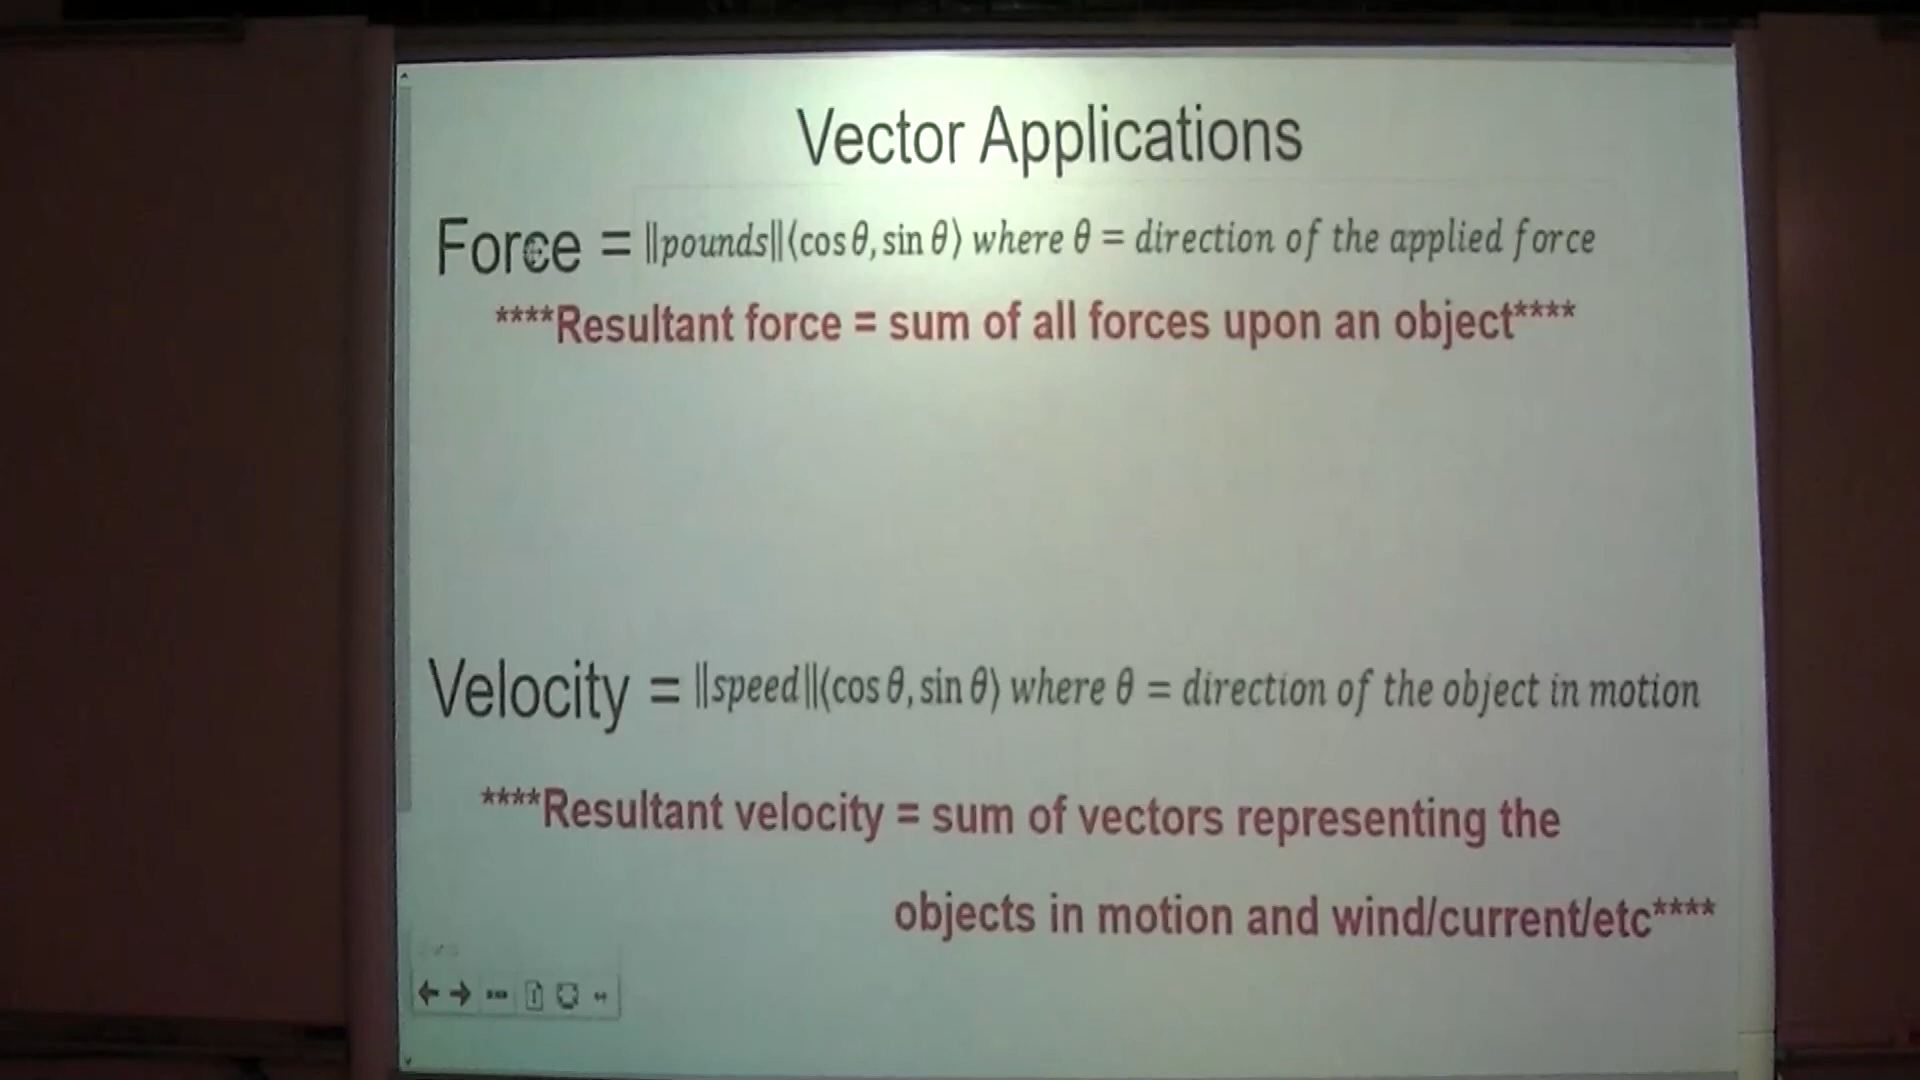 Vector Applications
Force = ‖pounds‖⟨cos θ, sin θ⟩ where θ = direction of the applied force
****Resultant force = sum of all forces upon an object****
Velocity = ‖speed‖⟨cos θ, sin θ⟩ where θ = direction of the object in motion
****Resultant velocity = sum of vectors representing the
objects in motion and wind/current/etc****